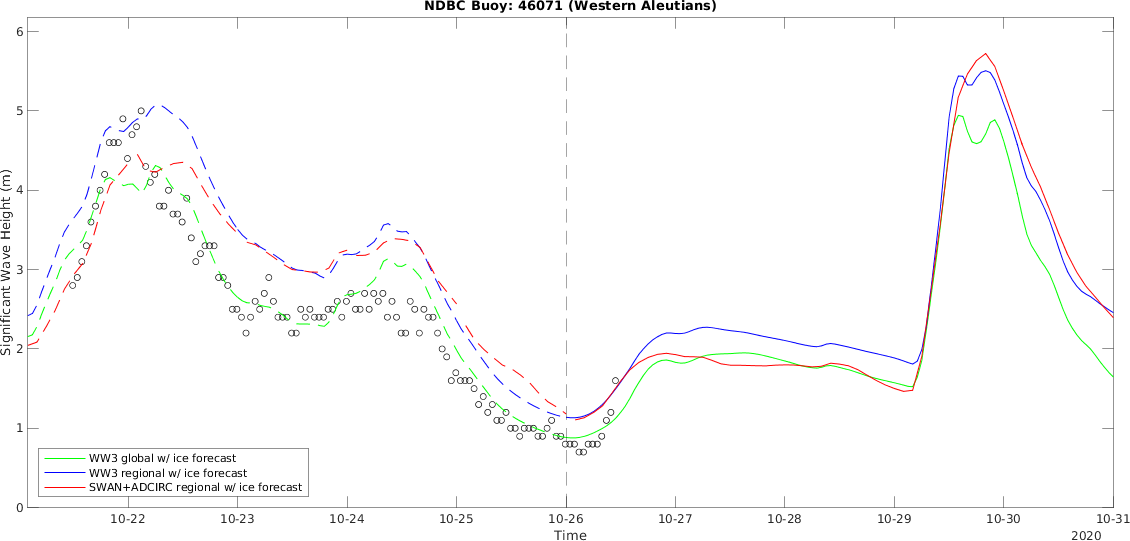 NDBC Buoy: 46071 (Western Aleutians)
6
5
4
3
2
1
0
Significant Wave Height (m)
WW3 global w/ ice forecast
WW3 regional w/ ice forecast
SWAN+ADCIRC regional w/ ice forecast
10-22 10-23 10-24 10-25 10-26 10-27 10-28 10-29 10-30 10-31
Time
2020